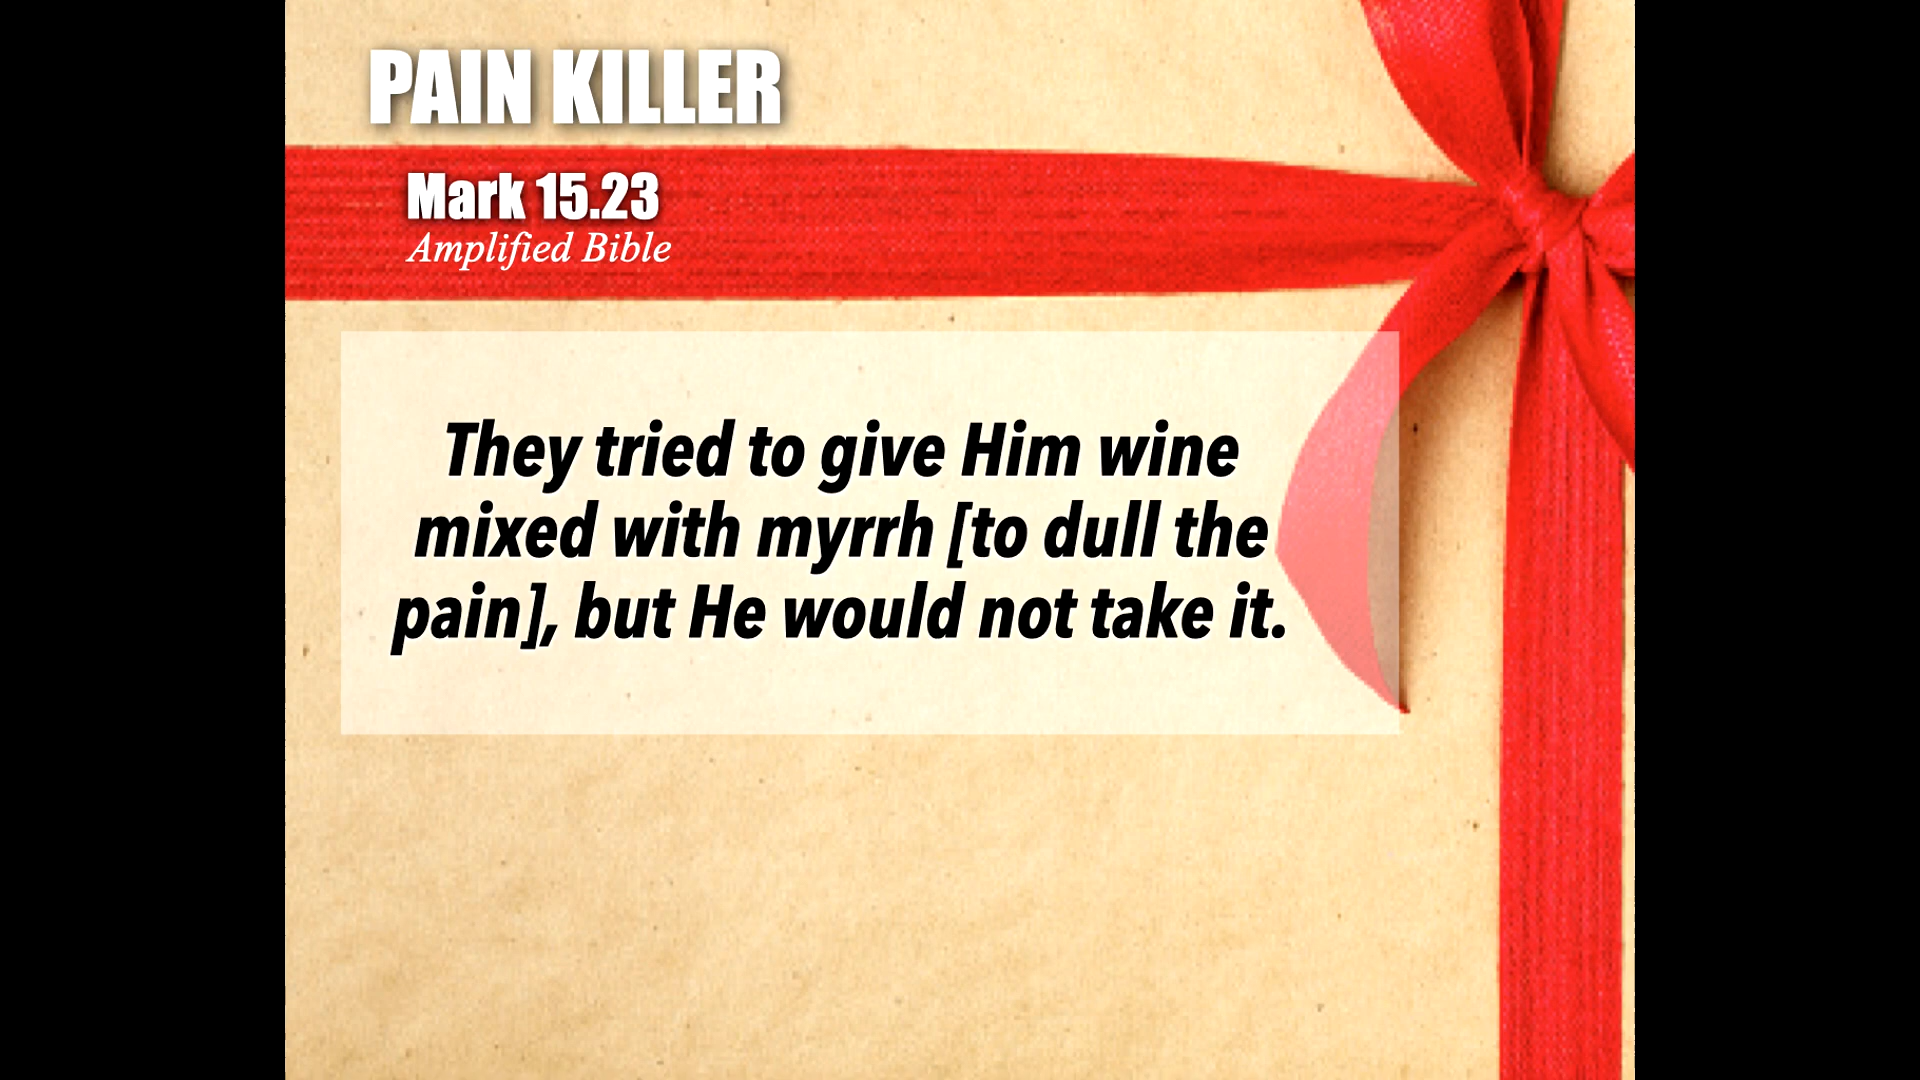 PAIN KILLER
Mark 15.23
Amplified Bible
They tried to give Him wine
mixed with myrrh [to dull the
pain], but He would not take it.